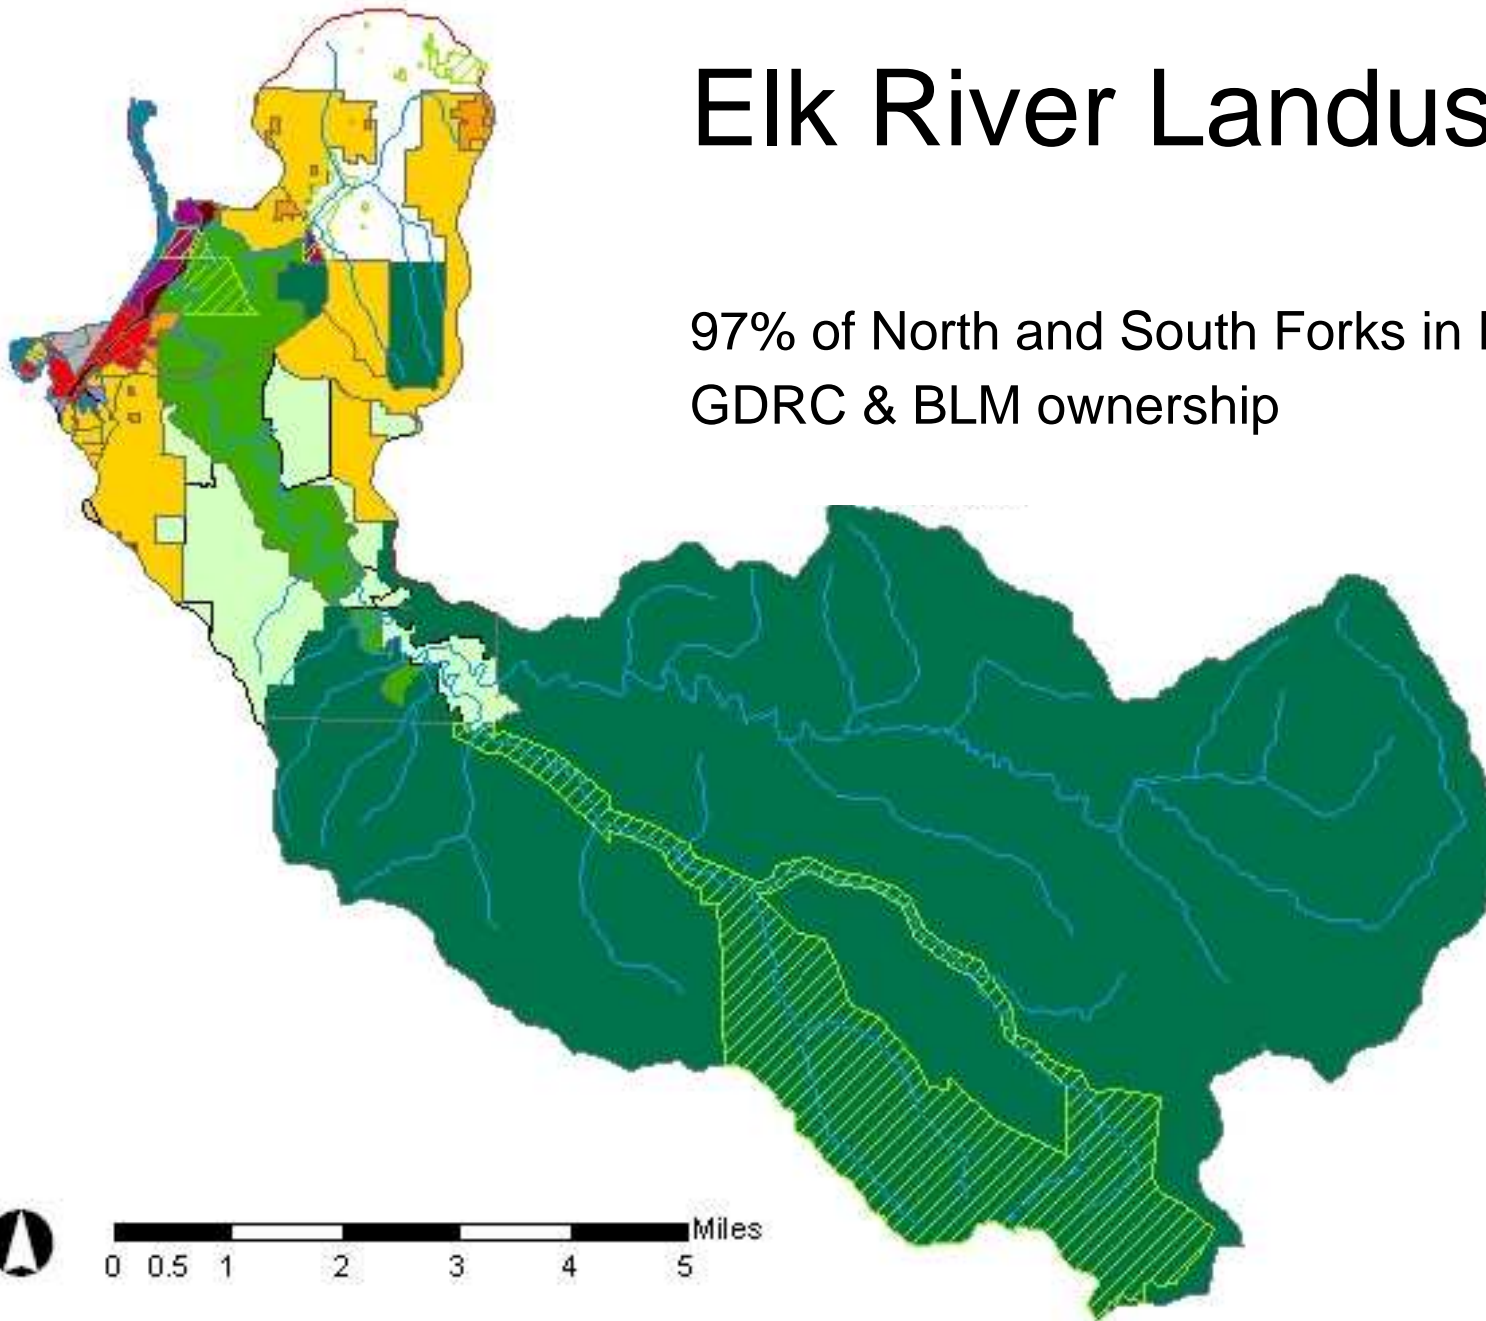 Elk River Landus
97% of North and South Forks in
GDRC & BLM ownership
Miles
0 0.5 1 2 3 4 5